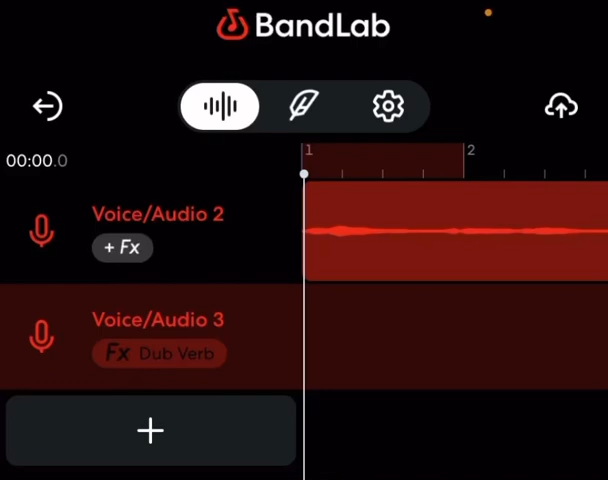 BandLab
1 2
00:00.0
Voice/Audio 2
+ Fx
Voice/Audio 3
Fx Dub Verb
+